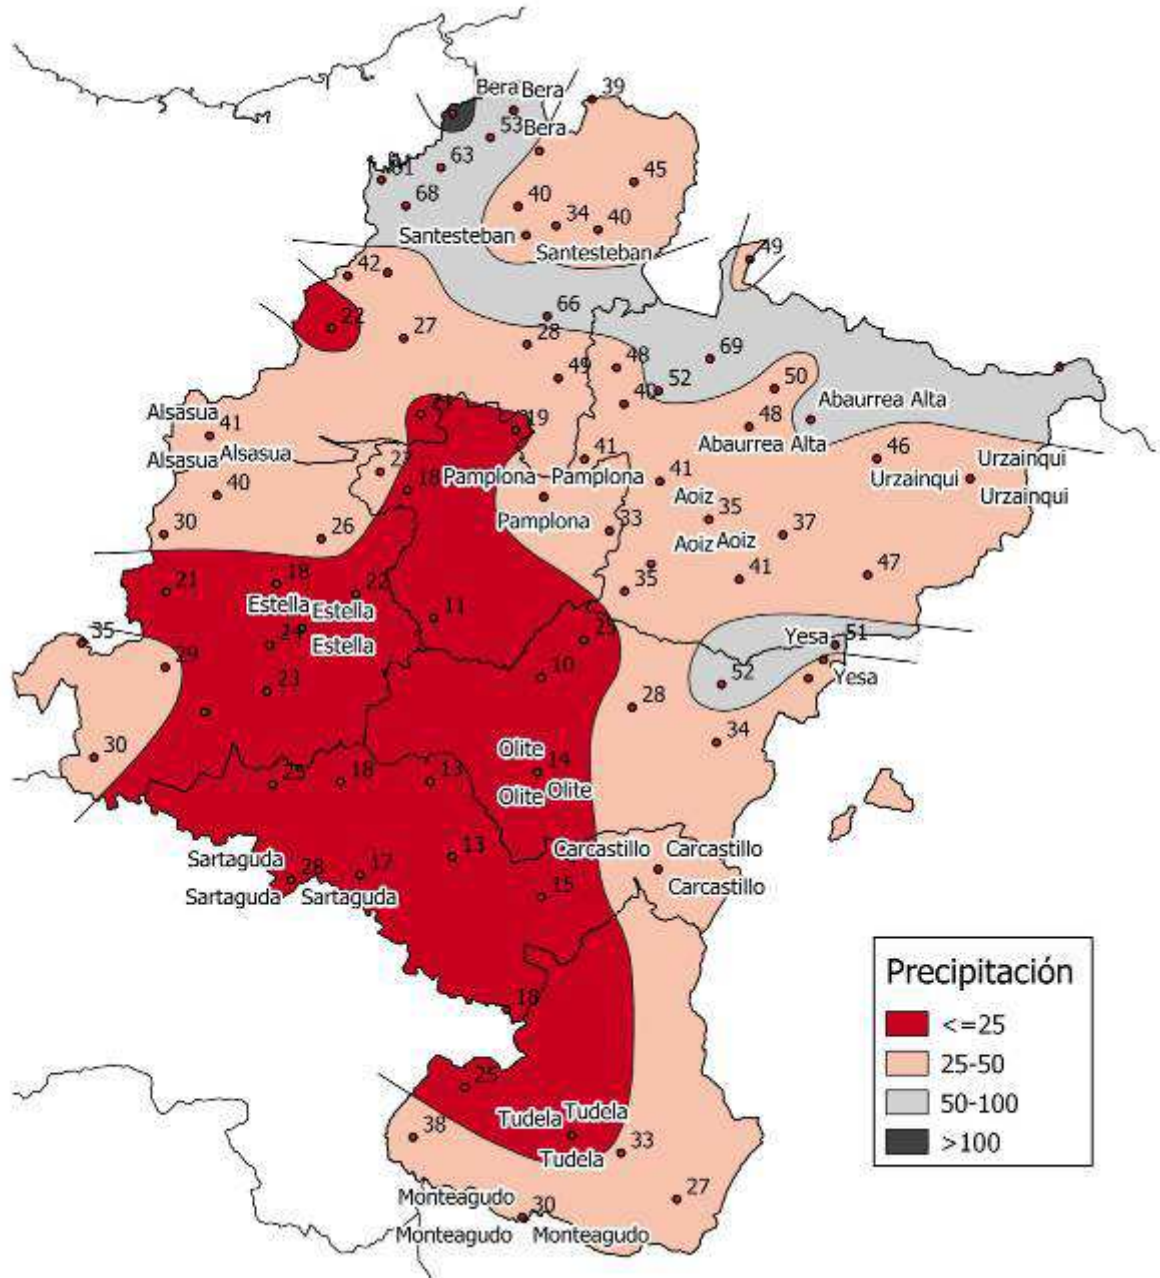 Bera Bera
39
53 Bera
63
61
45
68
40
34 40
Santesteban
Santesteban
49
42
66
22
27
28
69
48
49
52
50
40
Abaurrea Alta
Alsasua
41
19
48
Abaurrea Alta
Alsasua Alsasua
41
46
Urzainqui
Pamplona Pamplona
41
Urzainqui
Urzainqui
40
18
Aoiz
Pamplona
35
30
26
33
37
Aoiz Aoiz
21
18
22
35
41
47
Estella Estella
11
Estella
24
35
Yesa 51
29
10
Yesa
23
28
52
34
30
Olite
14
25
18
13
Olite Olite
13
Carcastillo Carcastillo
Sartaguda
28
17
Carcastillo
Sartaguda Sartaguda
15
Precipitación
<=25
25-50
50-100
>100
18
25
Tudela Tudela
38
33
Tudela
Monteagudo
30
27
Monteagudo Monteagudo